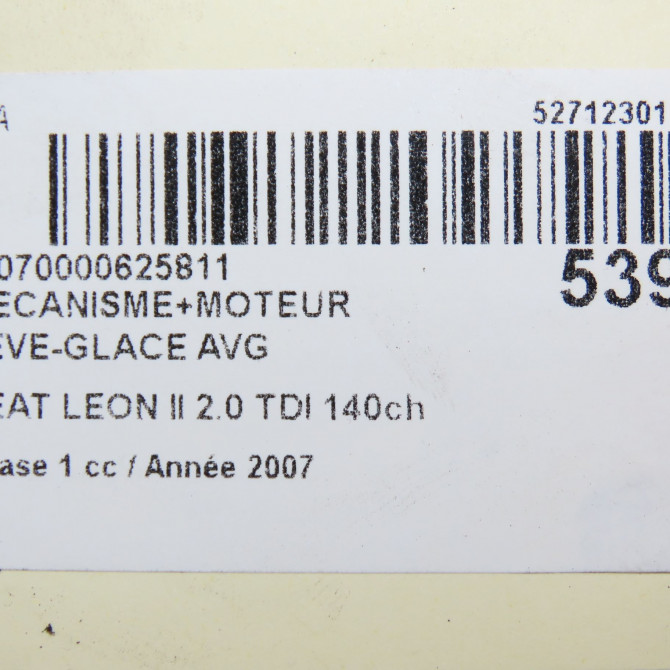 A 52712301
070000625811
539
ECANISME+MOTEUR
EVE-GLACE AVG
EAT LEON II 2.0 TDI 140ch
ase 1 cc / Année 2007